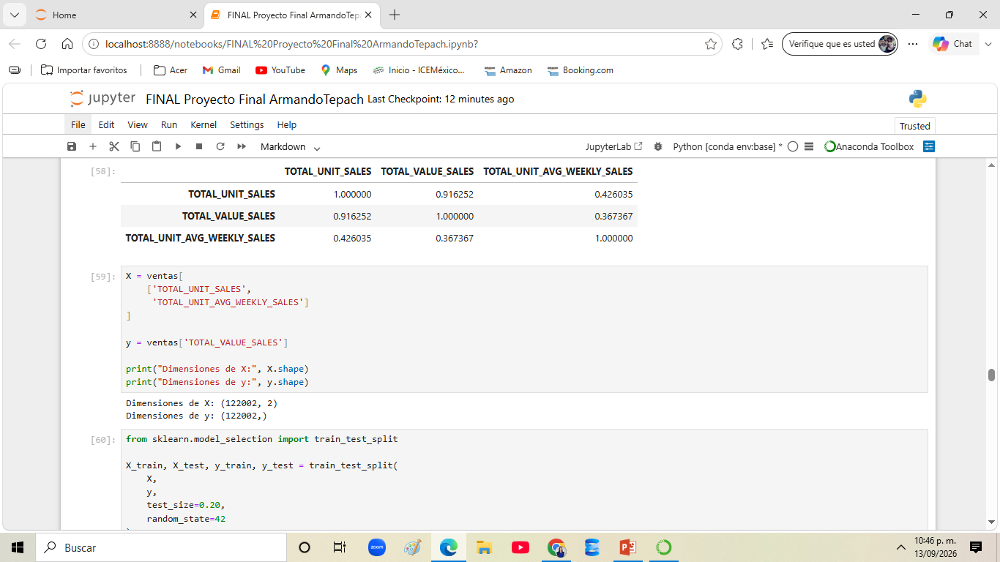 Home
FINAL Proyecto Final ArmandoTepa
localhost:8888/notebooks/FINAL%20Proyecto%20Final%20ArmandoTepach.ipynb?
Verifique que es usted
Chat
Importar favoritos
Acer
Gmail
YouTube
Maps
Inicio - ICEMéxico...
Amazon
Booking.com
jupyter FINAL Proyecto Final ArmandoTepach Last Checkpoint: 12 minutes ago
File Edit View Run Kernel Settings Help
Trusted
Markdown
JupyterLab
Python [conda env:base] *
Anaconda Toolbox
[58]:
TOTAL_UNIT_SALES TOTAL_VALUE_SALES TOTAL_UNIT_AVG_WEEKLY_SALES
TOTAL_UNIT_SALES 1.000000 0.916252 0.426035
TOTAL_VALUE_SALES 0.916252 1.000000 0.367367
TOTAL_UNIT_AVG_WEEKLY_SALES 0.426035 0.367367 1.000000
[59]:
X = ventas[
['TOTAL_UNIT_SALES',
'TOTAL_UNIT_AVG_WEEKLY_SALES']
]
y = ventas['TOTAL_VALUE_SALES']
print("Dimensiones de X:", X.shape)
print("Dimensiones de y:", y.shape)
Dimensiones de X: (122002, 2)
Dimensiones de y: (122002,)
[60]:
from sklearn.model_selection import train_test_split
X_train, X_test, y_train, y_test = train_test_split(
X,
y,
test_size=0.20,
random_state=42
Buscar
zoom
10:46 p. m.
13/09/2026